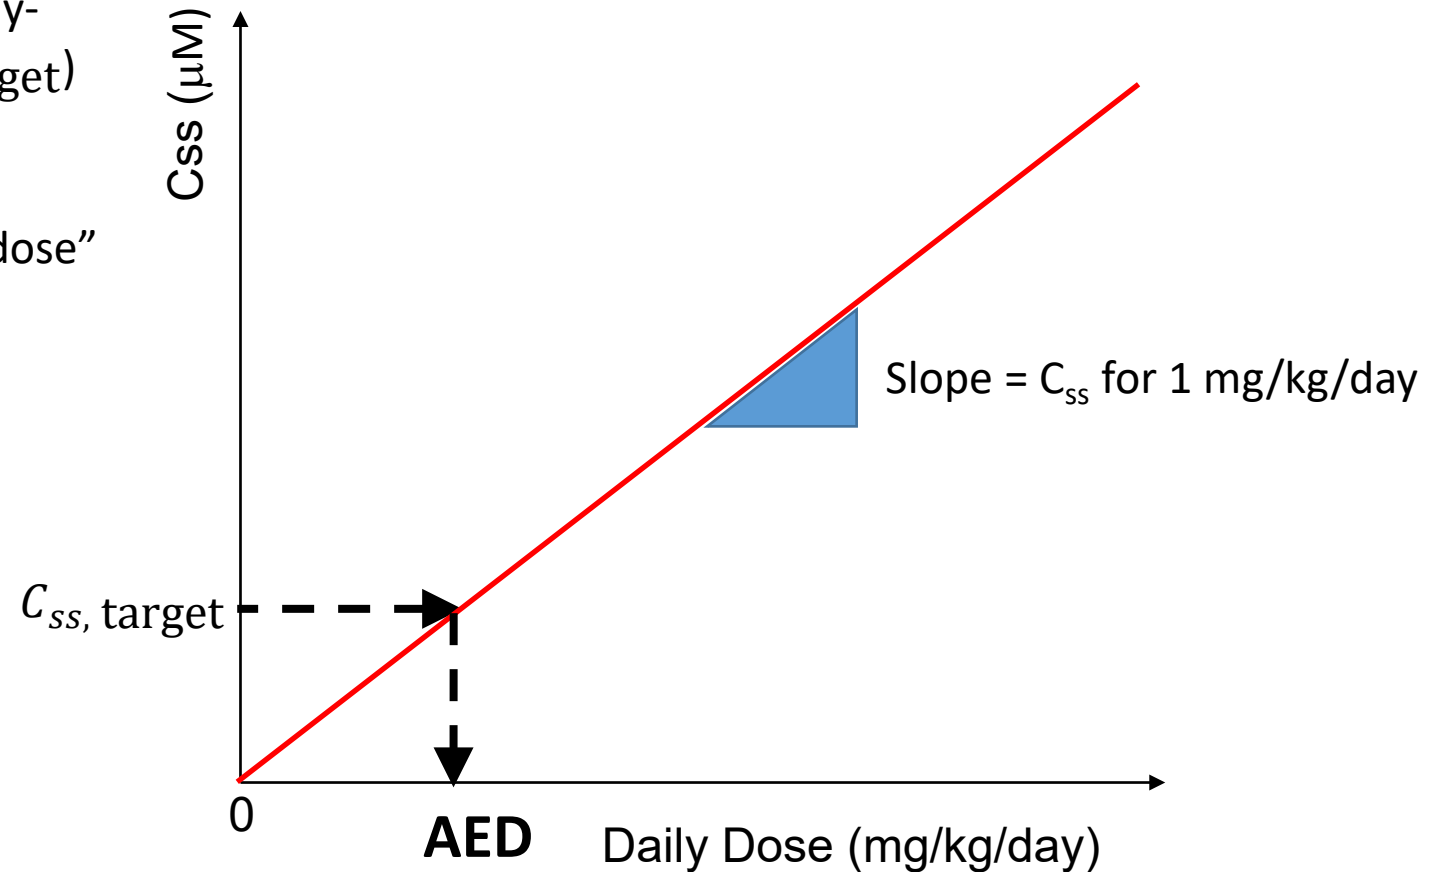 y-
get)
dose”
Css (μM)
Slope = Css for 1 mg/kg/day
Css, target
0
AED
Daily Dose (mg/kg/day)